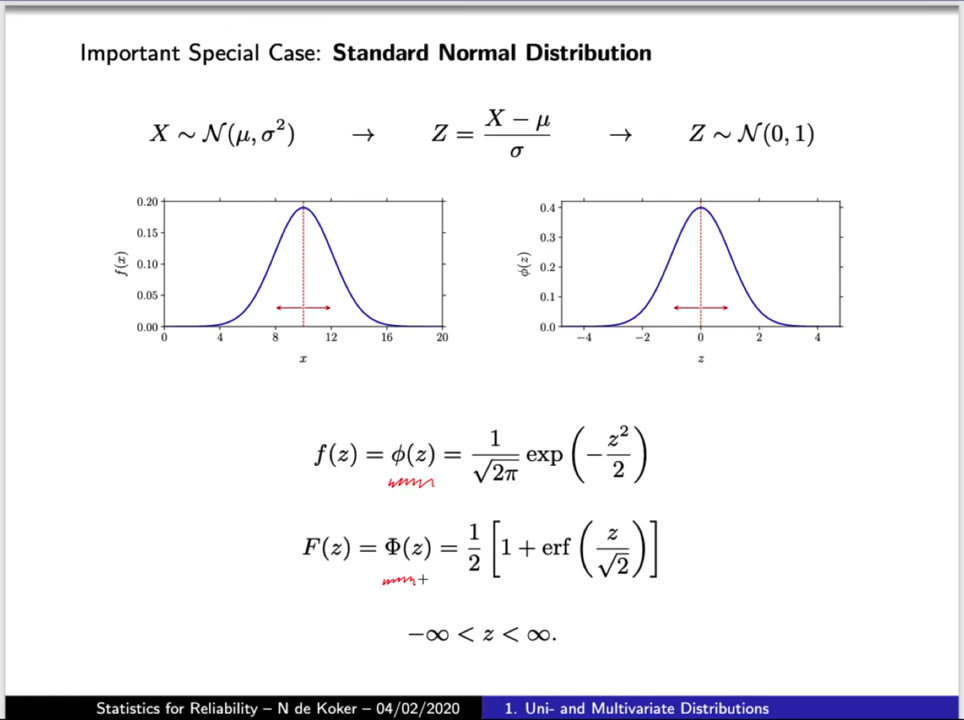 Important Special Case: Standard Normal Distribution
X ∼ N(μ, σ²) → Z = (X − μ)/σ → Z ∼ N(0, 1)
0.20
0.15
0.10
0.05
0.00
f(x)
0 4 8 12 16 20
x
0.4
0.3
0.2
0.1
0.0
ϕ(z)
−4 −2 0 2 4
z
f(z) = ϕ(z) = 1/√2π exp(−z²/2)
F(z) = Φ(z) = 1/2 [1 + erf(z/√2)]
−∞ < z < ∞.
Statistics for Reliability – N de Koker – 04/02/2020 1. Uni- and Multivariate Distributions